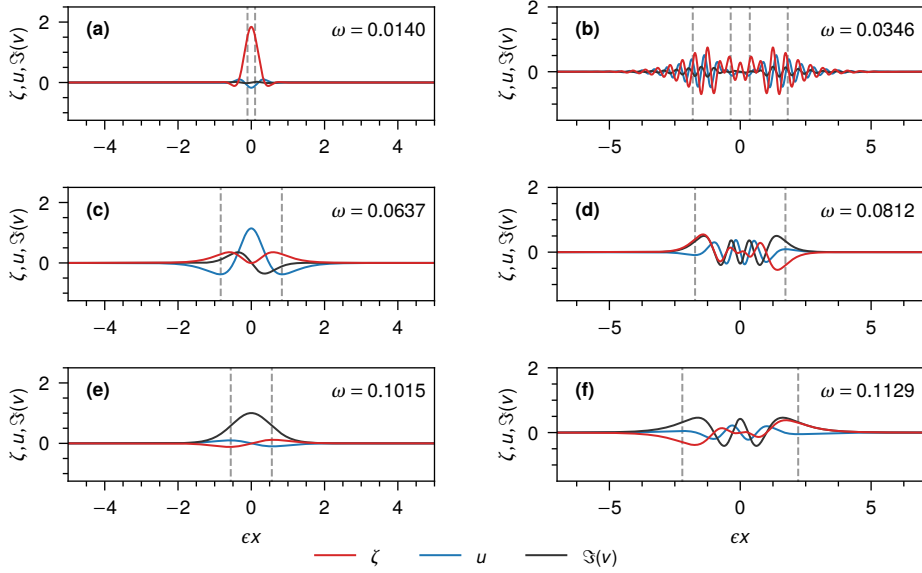 (a) ω = 0.0140
ζ, u, ℑ(v)
2
0
−4 −2 0 2 4
(b) ω = 0.0346
ζ, u, ℑ(v)
2
0
−5 0 5
(c) ω = 0.0637
ζ, u, ℑ(v)
2
0
−4 −2 0 2 4
(d) ω = 0.0812
ζ, u, ℑ(v)
2
0
−5 0 5
(e) ω = 0.1015
ζ, u, ℑ(v)
2
0
−4 −2 0 2 4
ϵx
(f) ω = 0.1129
ζ, u, ℑ(v)
2
0
−5 0 5
ϵx
ζ u ℑ(v)